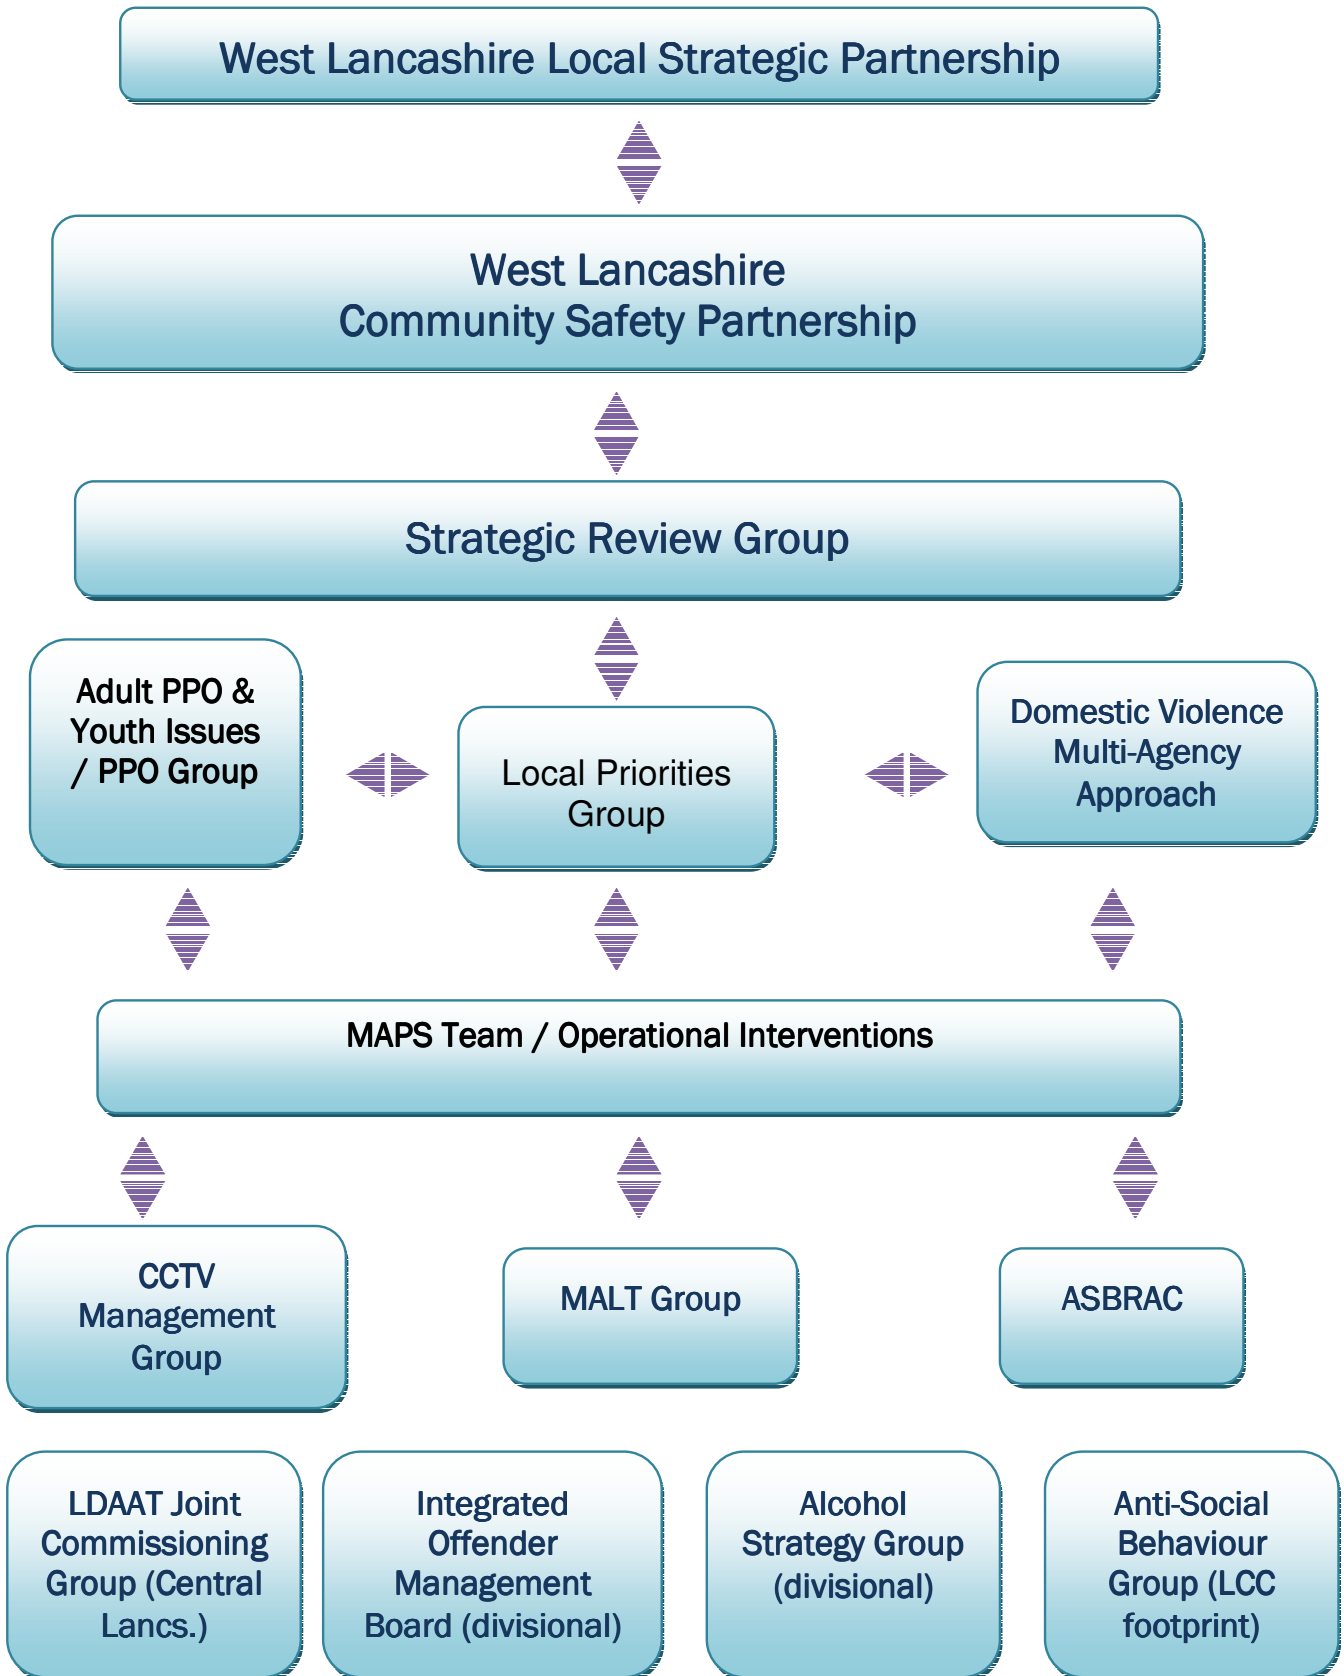 West Lancashire Local Strategic Partnership
West Lancashire
Community Safety Partnership
Strategic Review Group
Adult PPO &
Youth Issues
/ PPO Group
Local Priorities
Group
Domestic Violence
Multi-Agency
Approach
MAPS Team / Operational Interventions
CCTV
Management
Group
MALT Group
ASBRAC
LDAAT Joint
Commissioning
Group (Central
Lancs.)
Integrated
Offender
Management
Board (divisional)
Alcohol
Strategy Group
(divisional)
Anti-Social
Behaviour
Group (LCC
footprint)